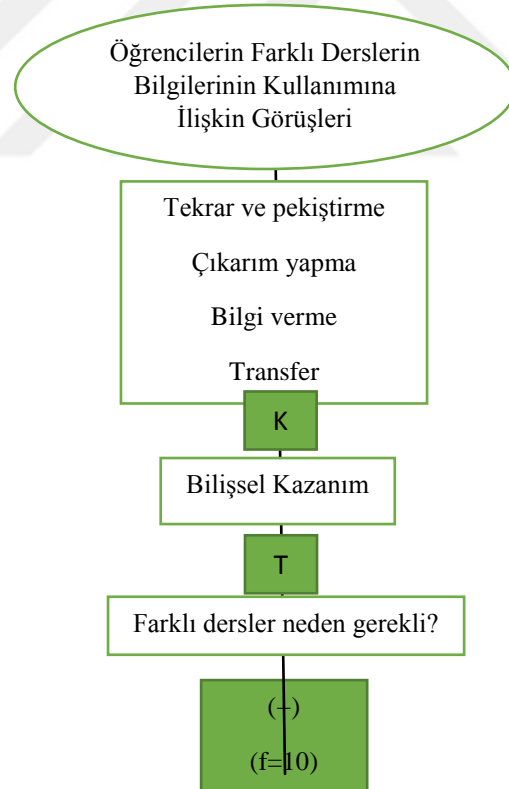 Öğrencilerin Farklı Derslerin
Bilgilerinin Kullanımına
İlişkin Görüşleri
Tekrar ve pekiştirme
Çıkarım yapma
Bilgi verme
Transfer
K
Bilişsel Kazanım
T
Farklı dersler neden gerekli?
(+)
(f=10)